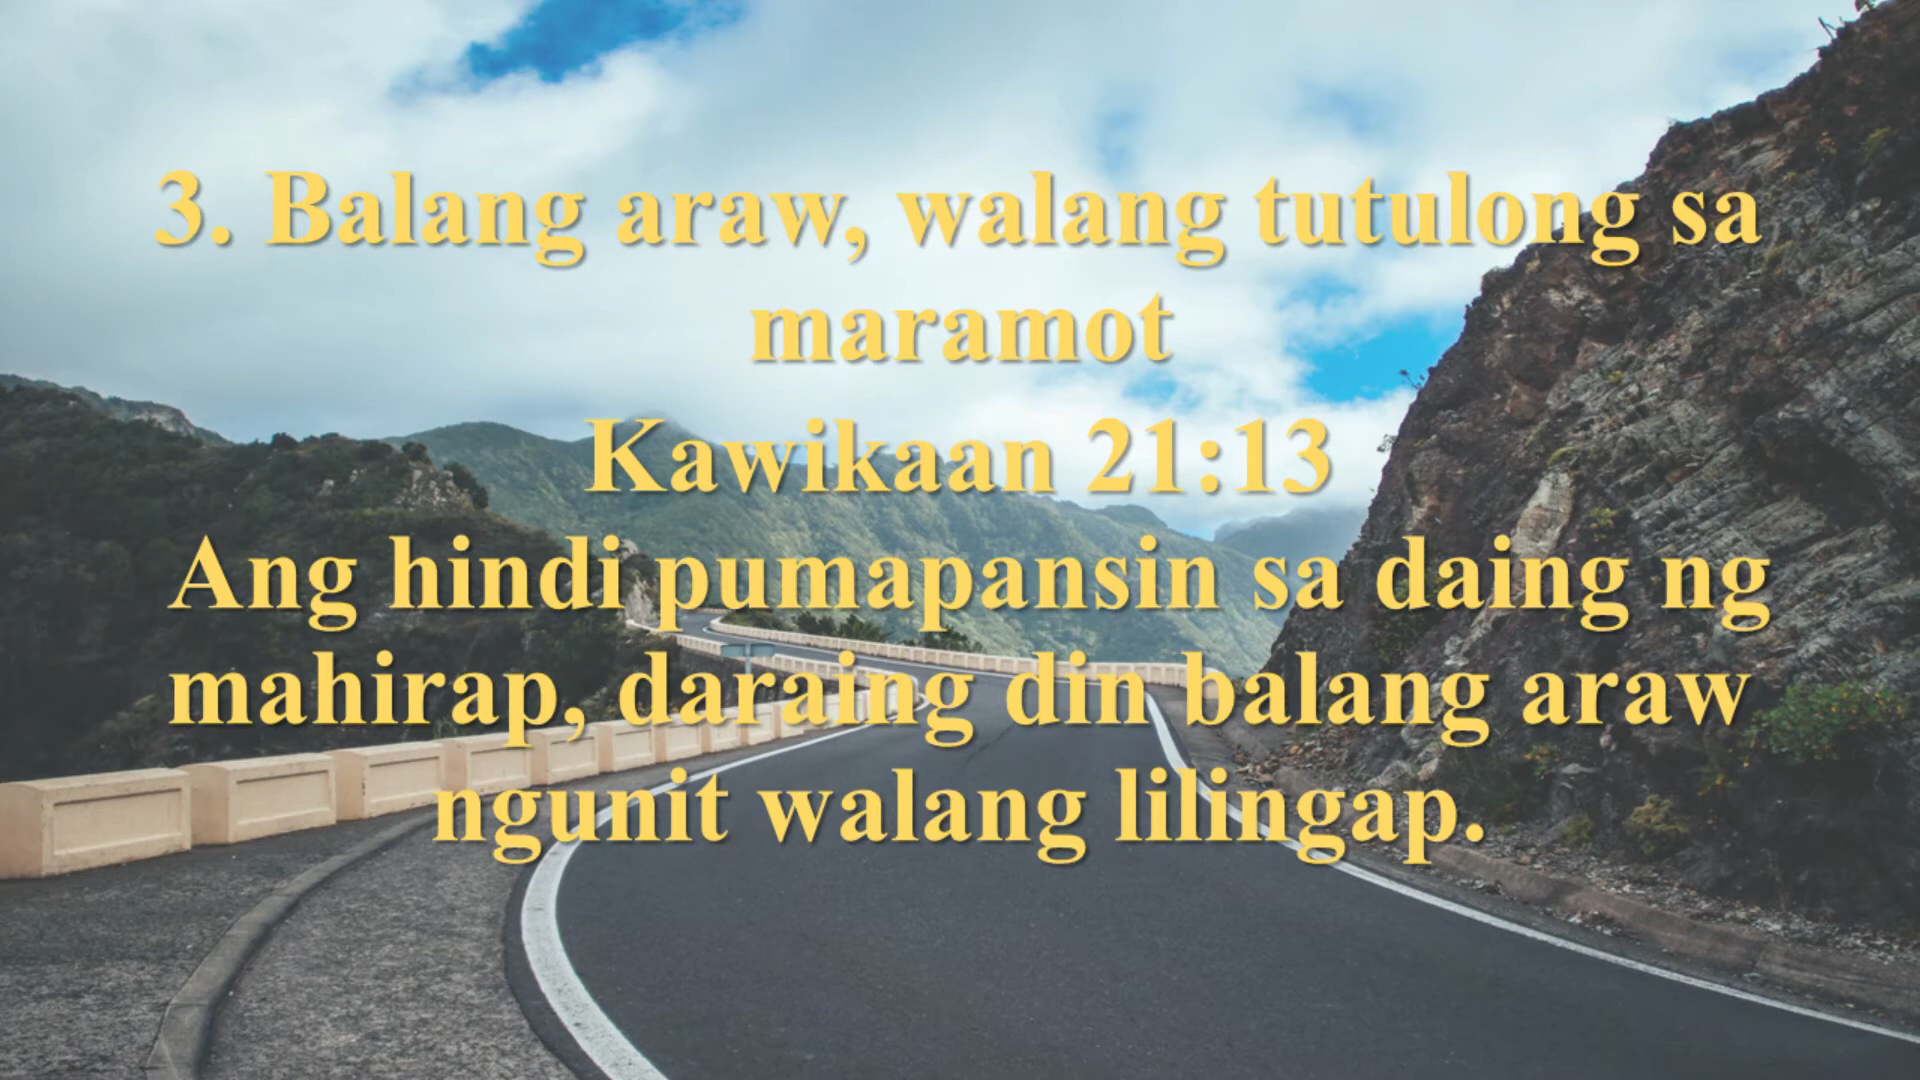 3. Balang araw, walang tutulong sa
maramot
Kawikaan 21:13
Ang hindi pumapansin sa daing ng
mahirap, daraing din balang araw
ngunit walang lilingap.